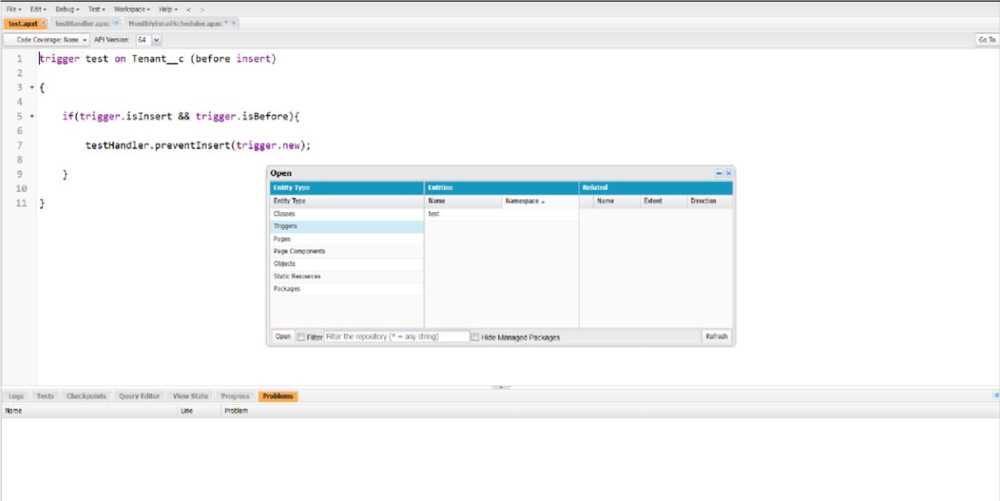 File Edit Debug Test Workspace Help < >
test.apxt testHandler.apxc MonthlyEmailScheduler.apxc *
Code Coverage: None API Version: 64 Go To
1 trigger test on Tenant__c (before insert)
2
3 {
4
5 if(trigger.isInsert && trigger.isBefore){
6
7 testHandler.preventInsert(trigger.new);
8
9 }
10
11 }
Open
Entity Type Entities Related
Entity Type Name Namespace Name Extent Direction
Classes test
Triggers
Pages
Page Components
Objects
Static Resources
Packages
Open Filter Filter the repository (* = any string) Hide Managed Packages Refresh
Logs Tests Checkpoints Query Editor View State Progress Problems
Name Line Problem